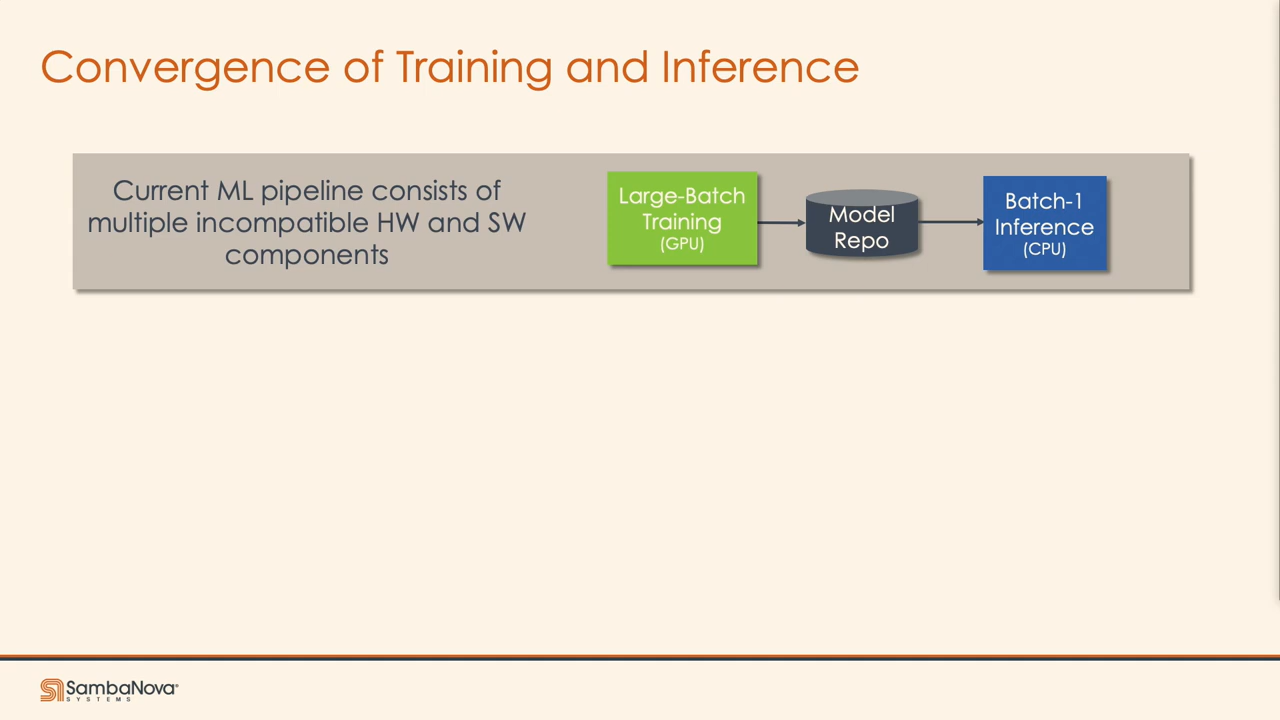 Convergence of Training and Inference
Current ML pipeline consists of
multiple incompatible HW and SW
components
Large-Batch
Training
(GPU)
Model
Repo
Batch-1
Inference
(CPU)
SambaNova
SYSTEMS